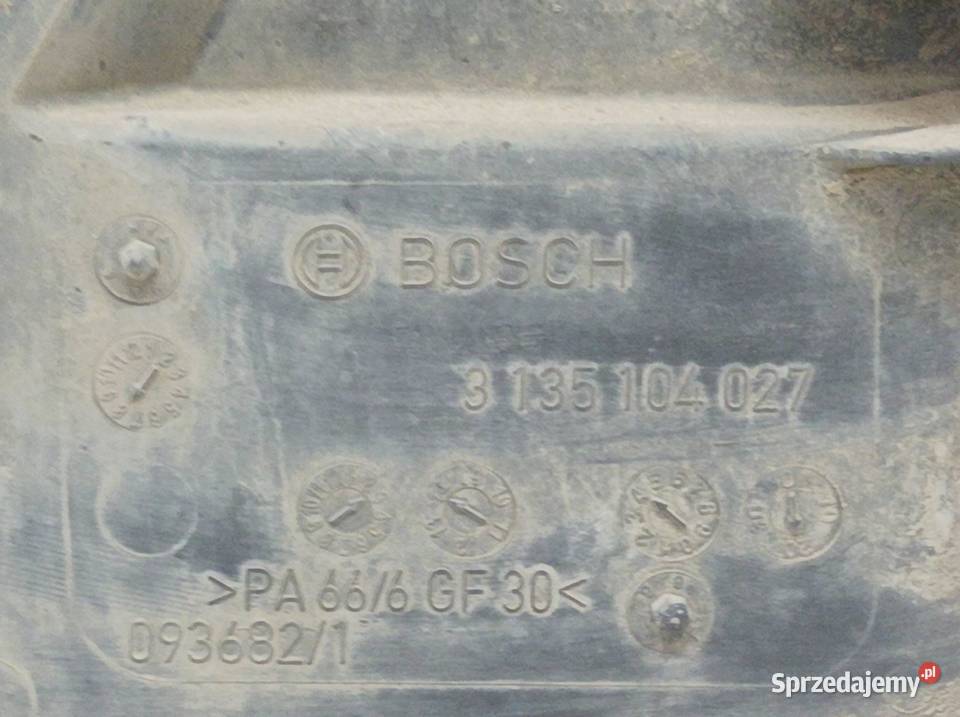 BOSCH
3 135 104 027
>PA 66/6 GF 30<
093682/1
Sprzedajemy.pl